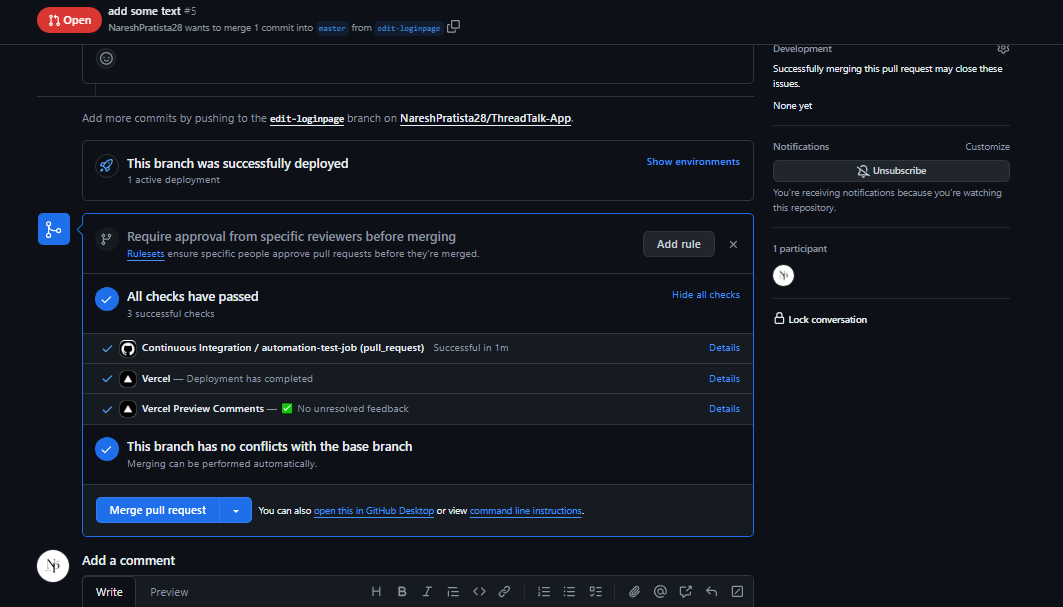 Open
add some text #5
NareshPratista28 wants to merge 1 commit into master from edit-loginpage
Add more commits by pushing to the edit-loginpage branch on NareshPratista28/ThreadTalk-App.
This branch was successfully deployed
1 active deployment
Show environments
Require approval from specific reviewers before merging
Rulesets ensure specific people approve pull requests before they're merged.
Add rule
All checks have passed
3 successful checks
Hide all checks
Continuous Integration / automation-test-job (pull_request) Successful in 1m
Details
Vercel — Deployment has completed
Details
Vercel Preview Comments — ✅ No unresolved feedback
Details
This branch has no conflicts with the base branch
Merging can be performed automatically.
Merge pull request
You can also open this in GitHub Desktop or view command line instructions.
NP
Add a comment
Write
Preview
H B I
Development
Successfully merging this pull request may close these
issues.
None yet
Notifications
Customize
Unsubscribe
You're receiving notifications because you're watching
this repository.
1 participant
NP
Lock conversation